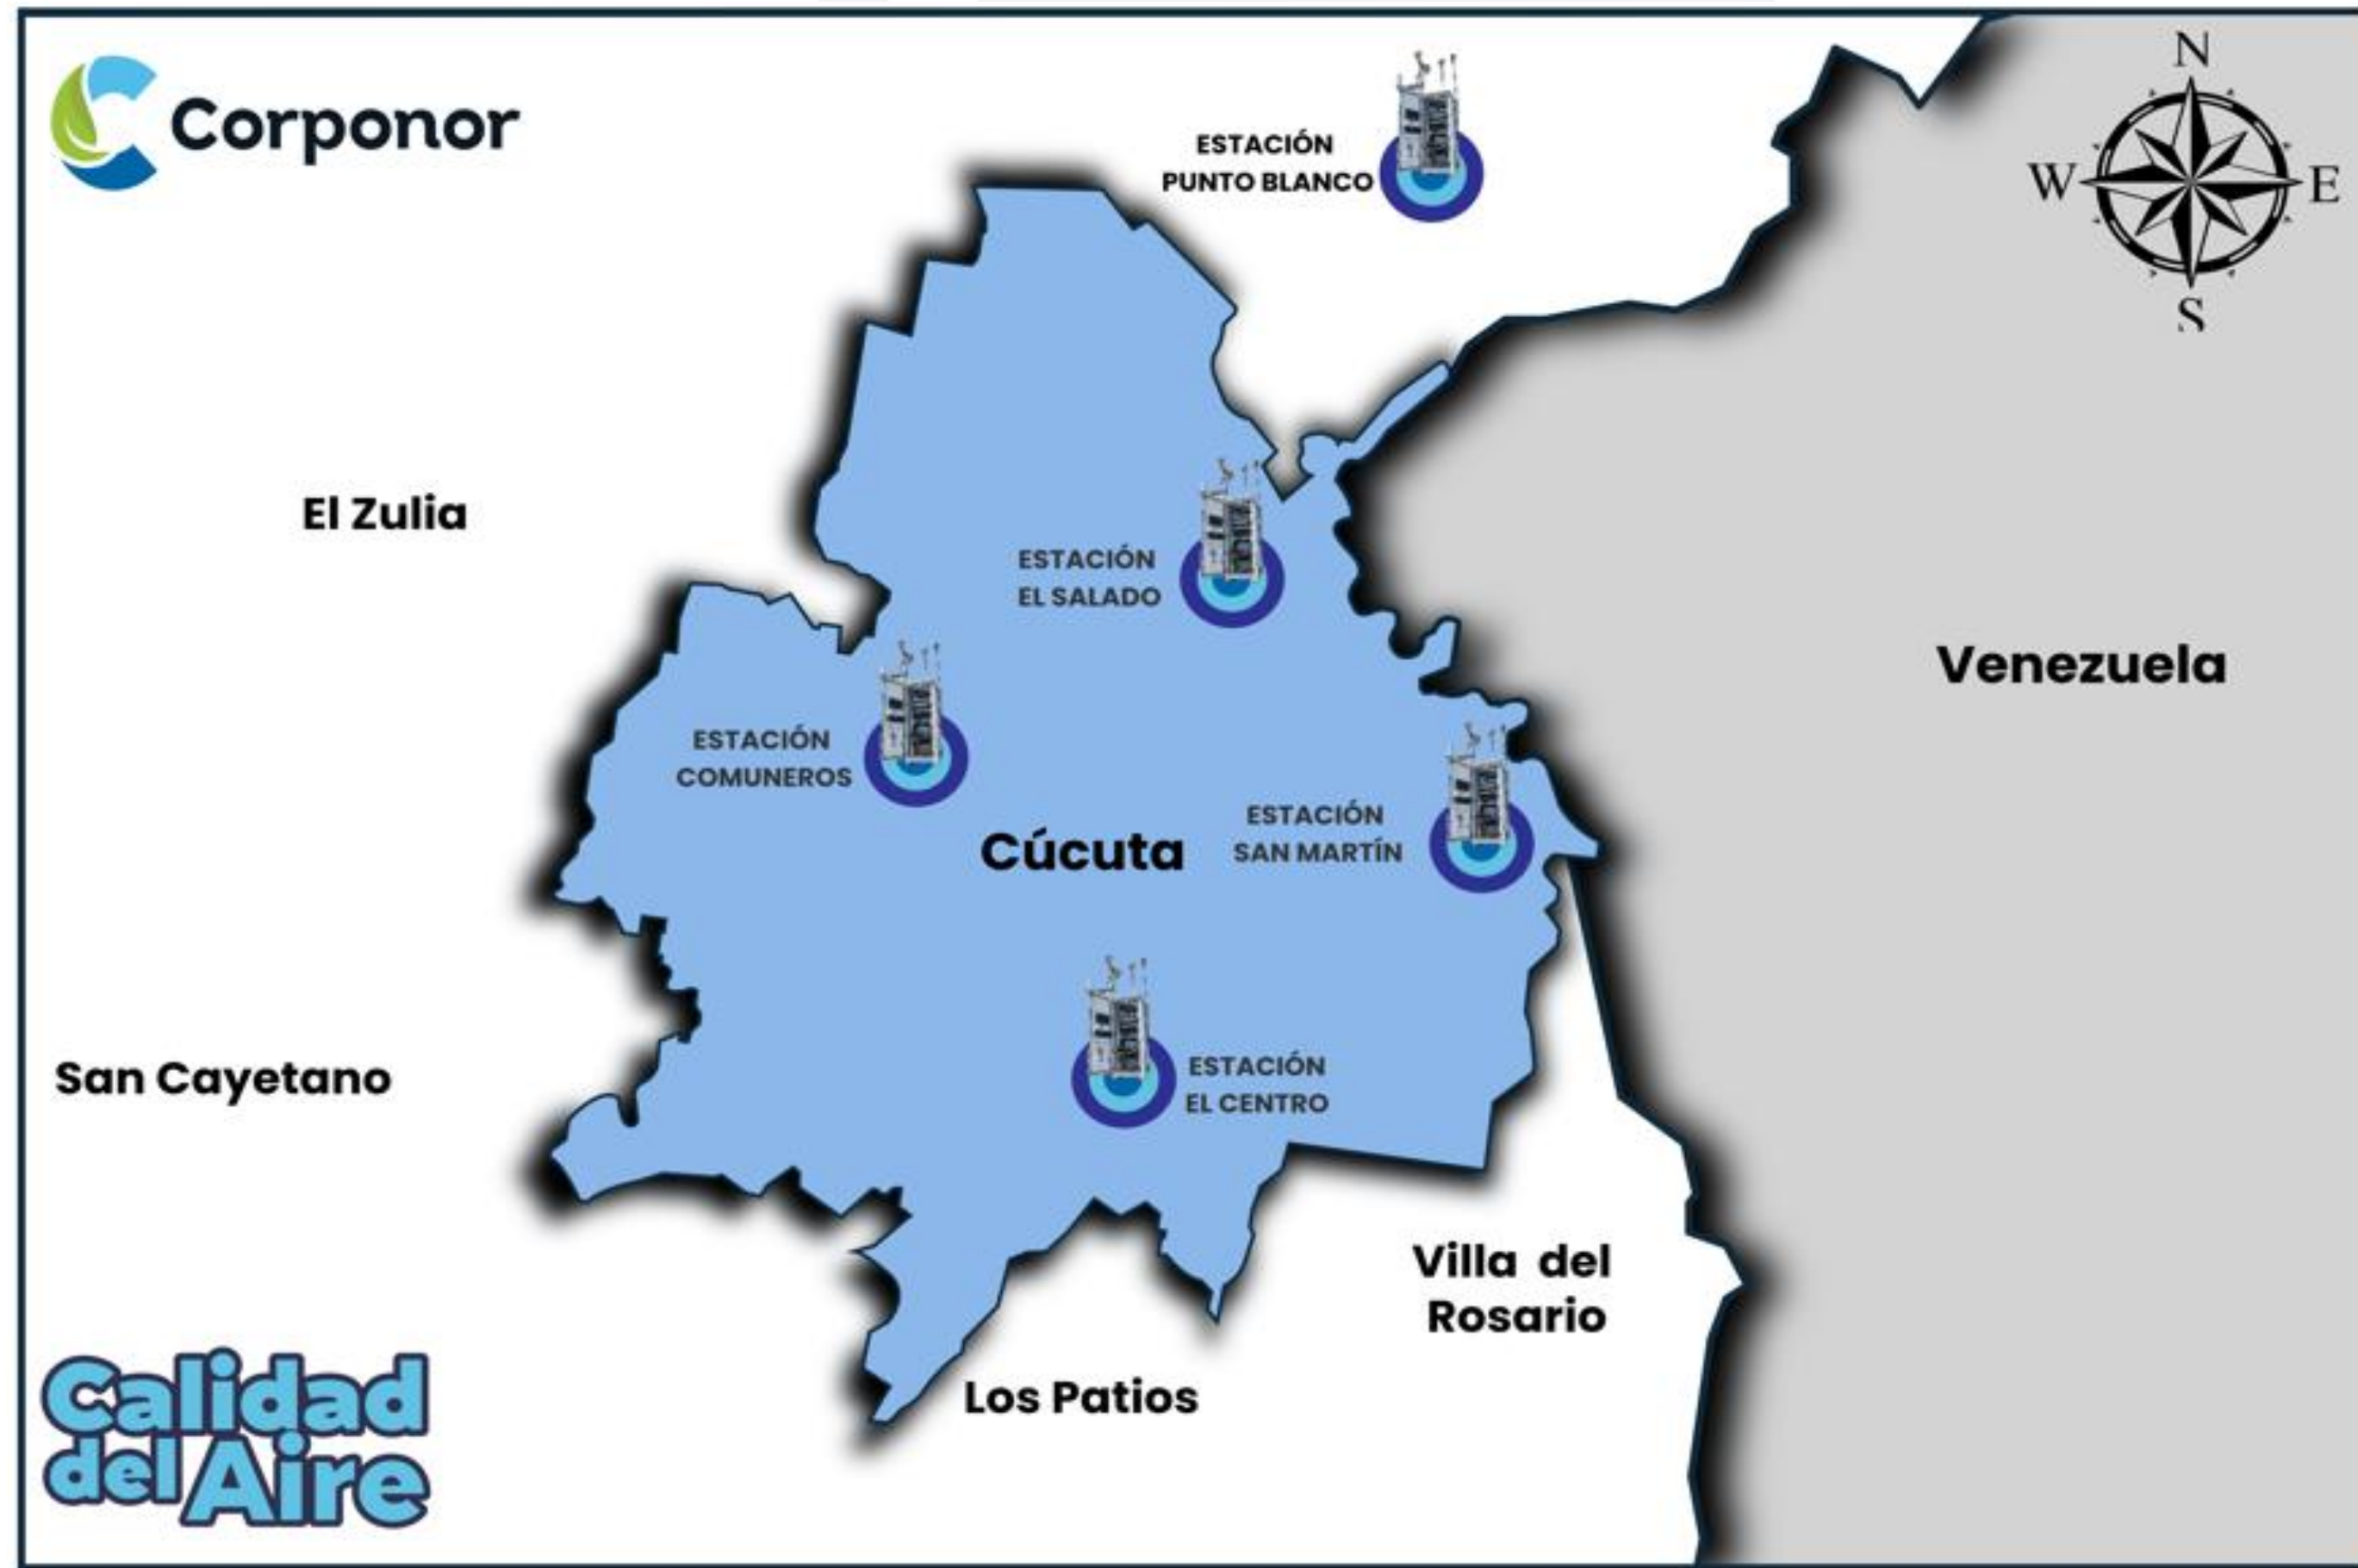 Corponor
N
W
E
S
ESTACIÓN
PUNTO BLANCO
El Zulia
ESTACIÓN
EL SALADO
Venezuela
ESTACIÓN
COMUNEROS
ESTACIÓN
SAN MARTÍN
Cúcuta
San Cayetano
ESTACIÓN
EL CENTRO
Villa del
Rosario
Los Patios
Calidad
del Aire